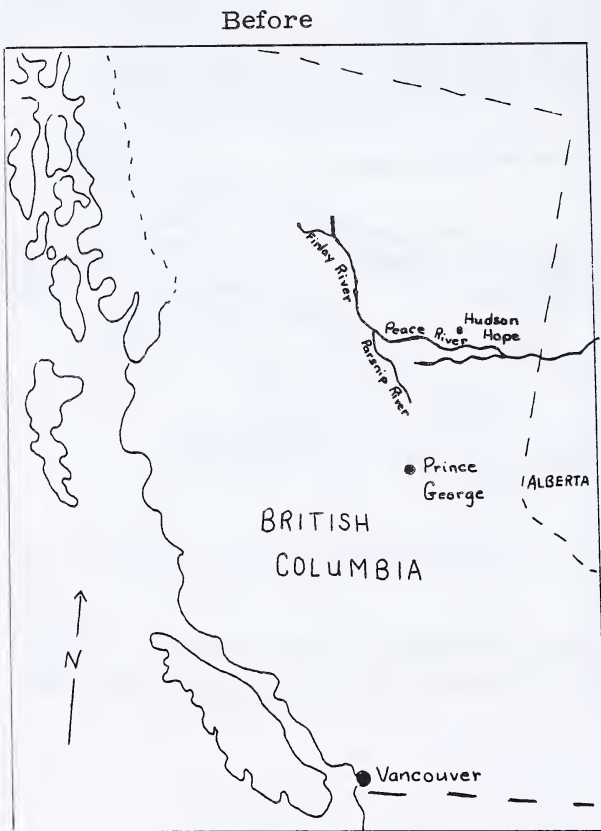 Before
Finlay River
Peace River
Hudson
Hope
Parsnip River
Prince
George
ALBERTA
BRITISH
COLUMBIA
N
Vancouver